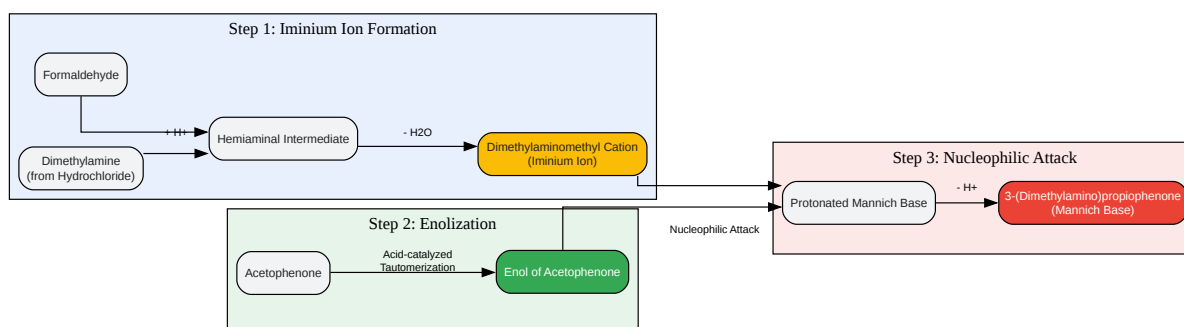 Step 1: Iminium Ion Formation
Formaldehyde
+ H+
Hemiaminal Intermediate
- H2O
Dimethylaminomethyl Cation
(Iminium Ion)
Dimethylamine
(from Hydrochloride)
Step 2: Enolization
Acetophenone
Acid-catalyzed
Tautomerization
Enol of Acetophenone
Nucleophilic Attack
Step 3: Nucleophilic Attack
Protonated Mannich Base
- H+
3-(Dimethylamino)propiophenone
(Mannich Base)